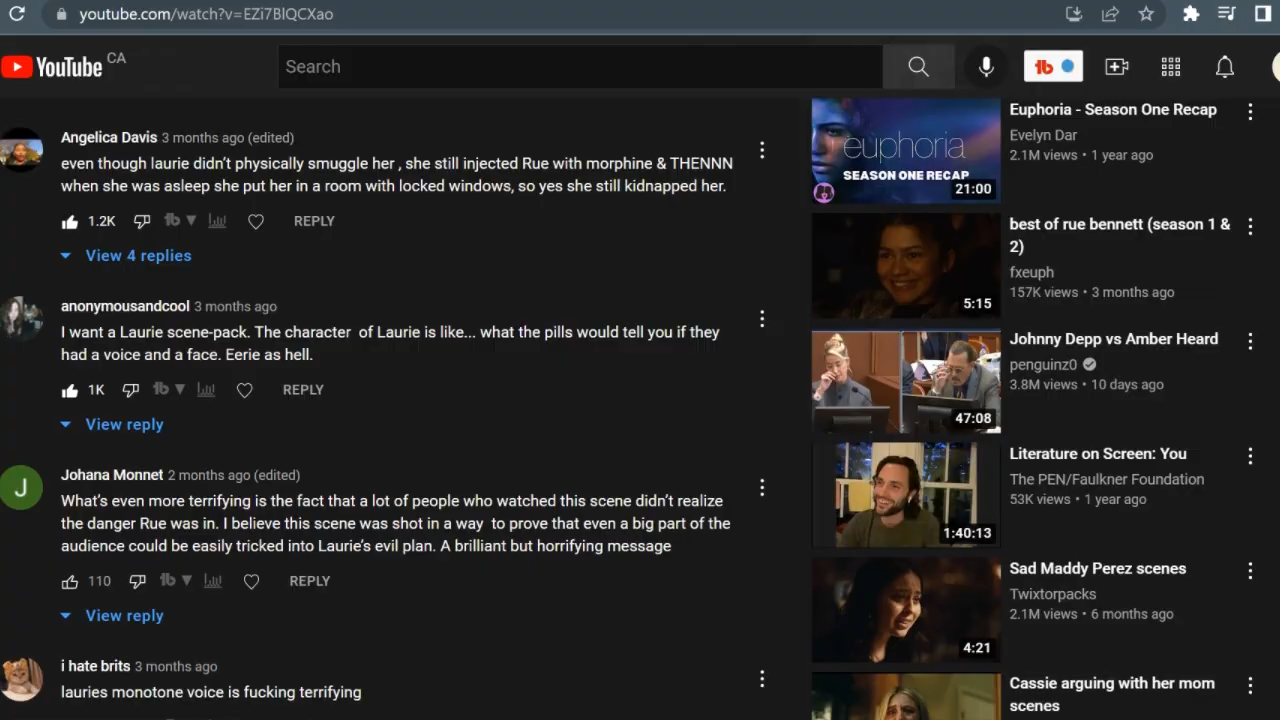 youtube.com/watch?v=EZi7BlQCXao
YouTube CA
Search
Angelica Davis 3 months ago (edited)
even though laurie didn't physically smuggle her , she still injected Rue with morphine & THENNN
when she was asleep she put her in a room with locked windows, so yes she still kidnapped her.
1.2K REPLY
View 4 replies
anonymousandcool 3 months ago
I want a Laurie scene-pack. The character of Laurie is like... what the pills would tell you if they
had a voice and a face. Eerie as hell.
1K REPLY
View reply
J
Johana Monnet 2 months ago (edited)
What's even more terrifying is the fact that a lot of people who watched this scene didn't realize
the danger Rue was in. I believe this scene was shot in a way to prove that even a big part of the
audience could be easily tricked into Laurie's evil plan. A brilliant but horrifying message
110 REPLY
View reply
i hate brits 3 months ago
lauries monotone voice is fucking terrifying
euphoria
SEASON ONE RECAP
21:00
Euphoria - Season One Recap
Evelyn Dar
2.1M views • 1 year ago
5:15
best of rue bennett (season 1 &
2)
fxeuph
157K views • 3 months ago
47:08
Johnny Depp vs Amber Heard
penguinz0
3.8M views • 10 days ago
1:40:13
Literature on Screen: You
The PEN/Faulkner Foundation
53K views • 1 year ago
4:21
Sad Maddy Perez scenes
Twixtorpacks
2.1M views • 6 months ago
Cassie arguing with her mom
scenes